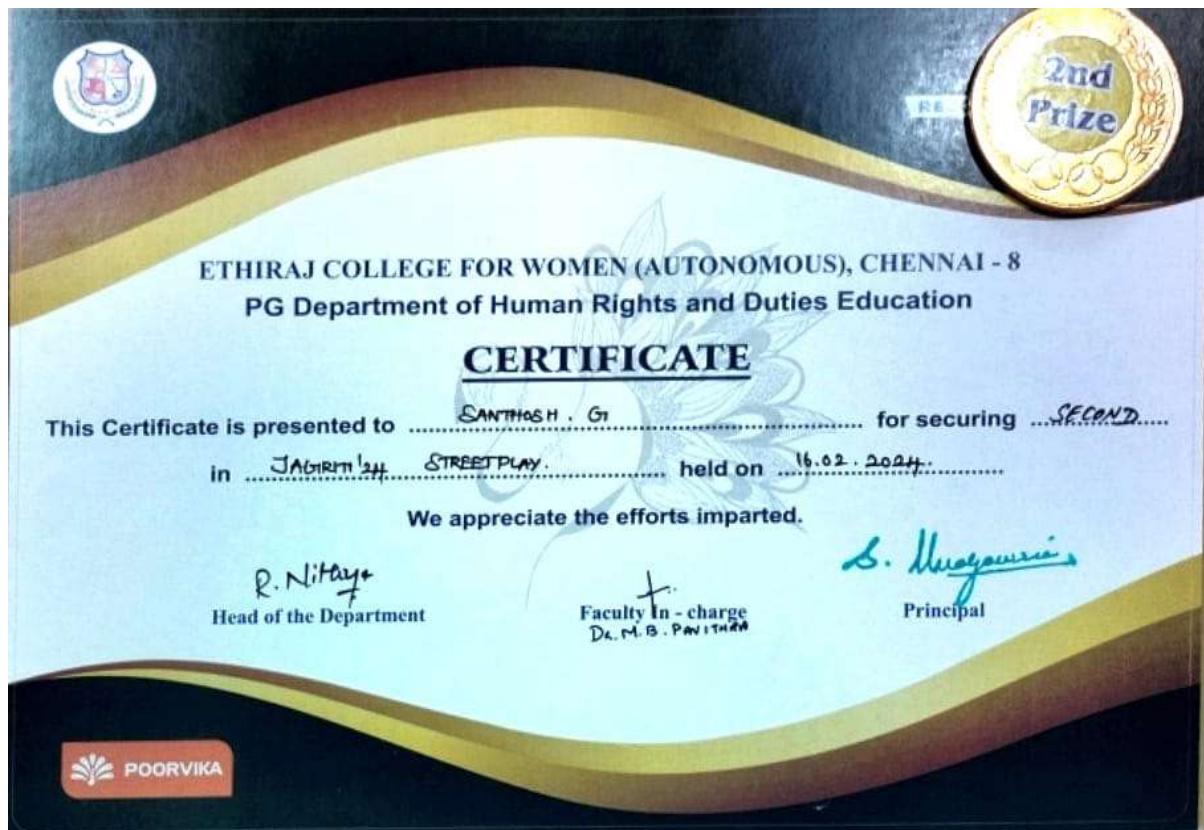 2nd
Prize
RE
ETHIRAJ COLLEGE FOR WOMEN (AUTONOMOUS), CHENNAI - 8
PG Department of Human Rights and Duties Education
CERTIFICATE
This Certificate is presented to SANTHOSH . G for securing SECOND
in JAGRITI '24 STREETPLAY. held on 16.02.2024.
We appreciate the efforts imparted.
R. Nithya
S.
Head of the Department Faculty In - charge Principal
Dr. M. B. PAVITHRA
POORVIKA